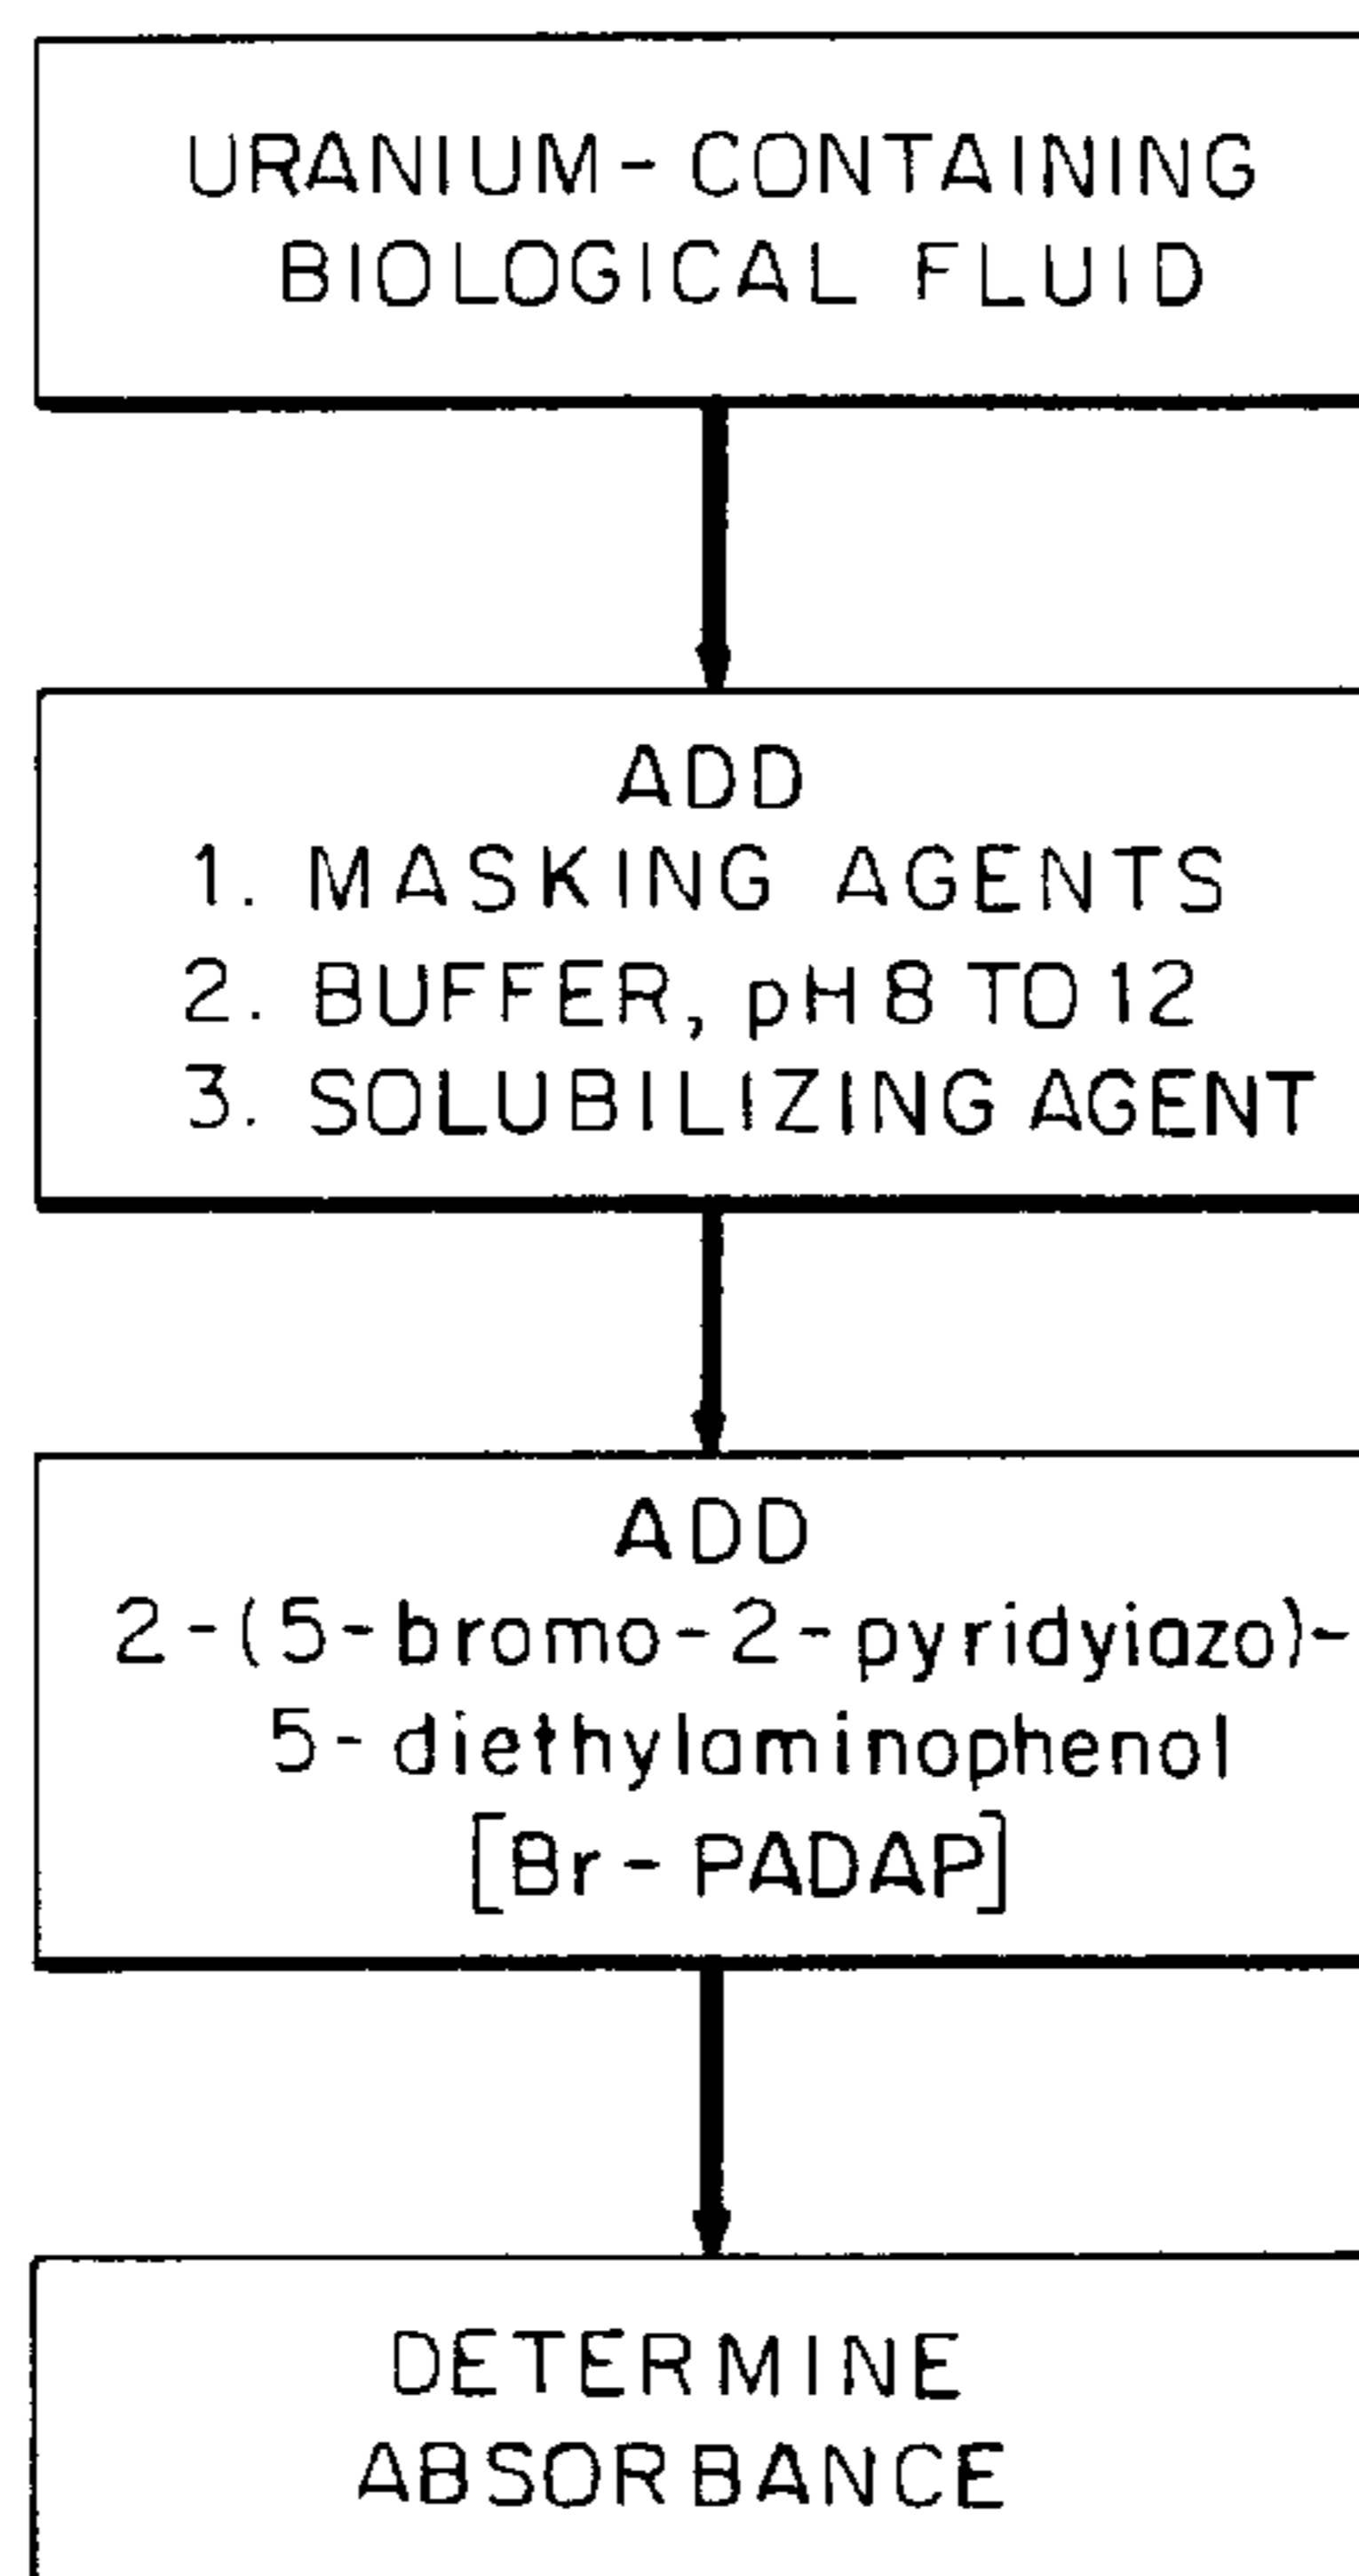 URANIUM-CONTAINING
BIOLOGICAL FLUID
ADD
1. MASKING AGENTS
2. BUFFER, pH 8 TO 12
3. SOLUBILIZING AGENT
ADD
2-(5-bromo-2-pyridyiazo)-
5-diethylaminophenol
[Br-PADAP]
DETERMINE
ABSORBANCE